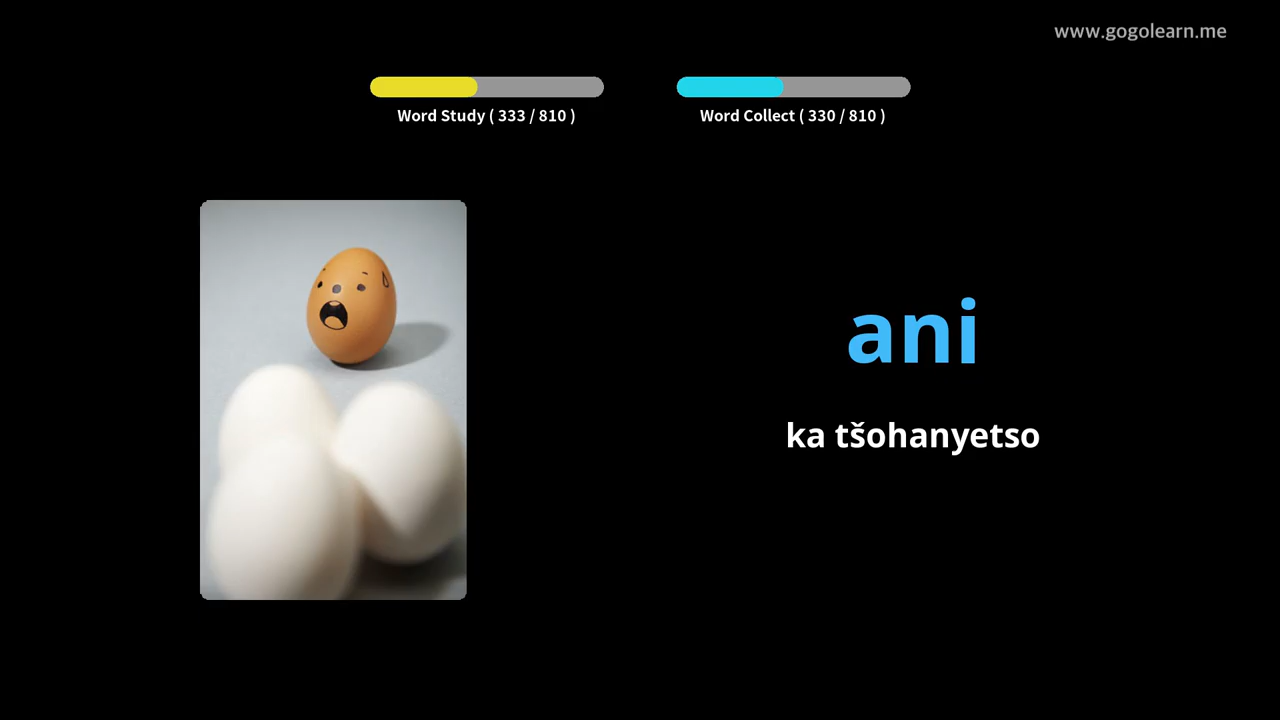 www.gogolearn.me
Word Study ( 333 / 810 )
Word Collect ( 330 / 810 )
ani
ka tšohanyetso